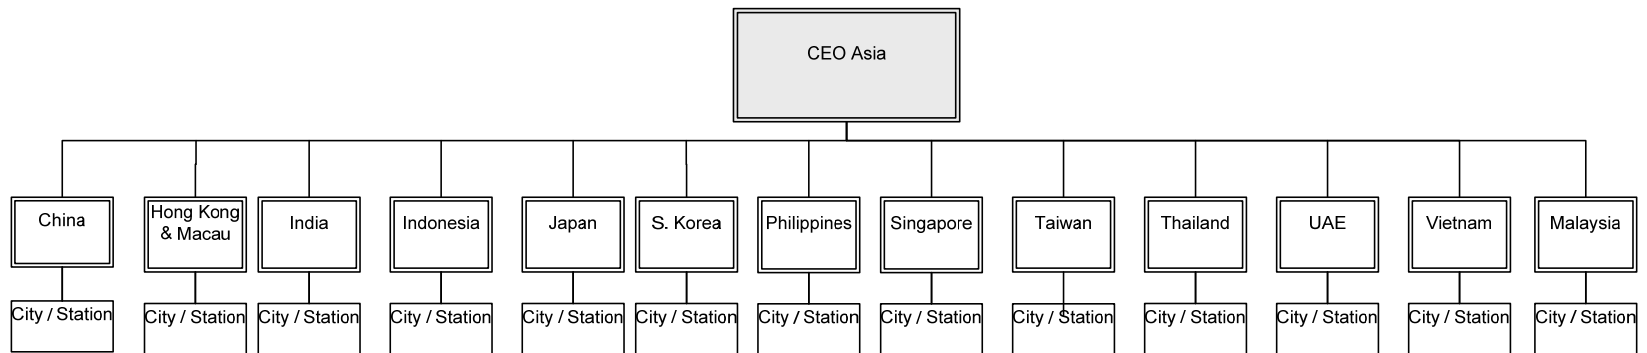 CEO Asia
China
Hong Kong
& Macau
India
Indonesia
Japan
S. Korea
Philippines
Singapore
Taiwan
Thailand
UAE
Vietnam
Malaysia
City / Station
City / Station
City / Station
City / Station
City / Station
City / Station
City / Station
City / Station
City / Station
City / Station
City / Station
City / Station
City / Station